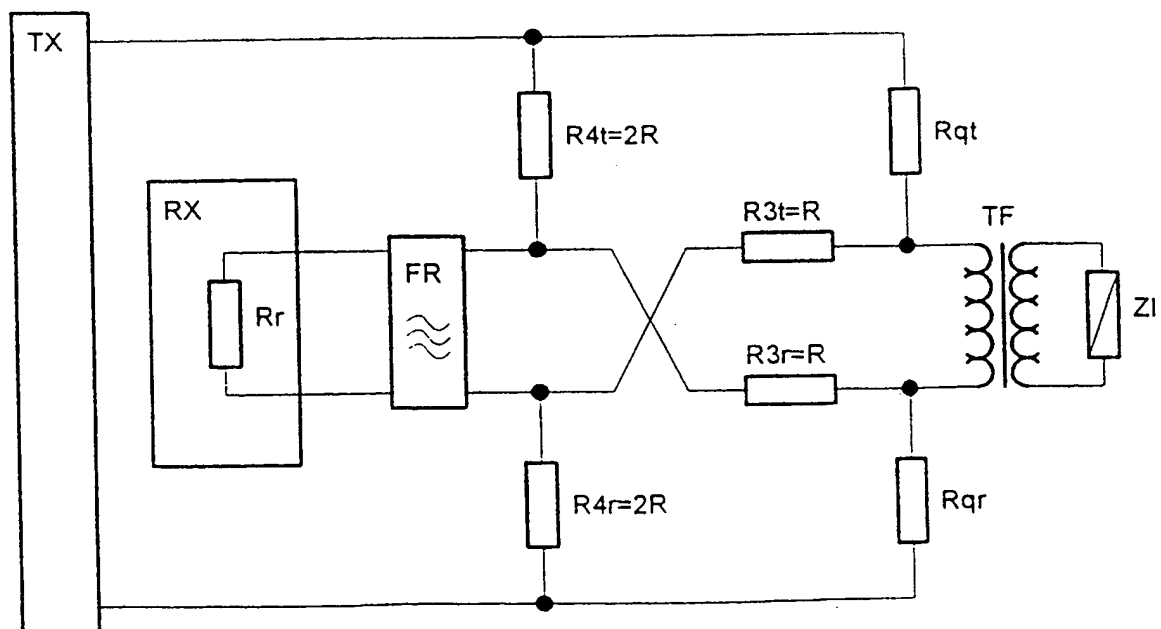 TX
R4t=2R
Rqt
RX
R3t=R
TF
FR
Rr
Zl
R3r=R
R4r=2R
Rqr